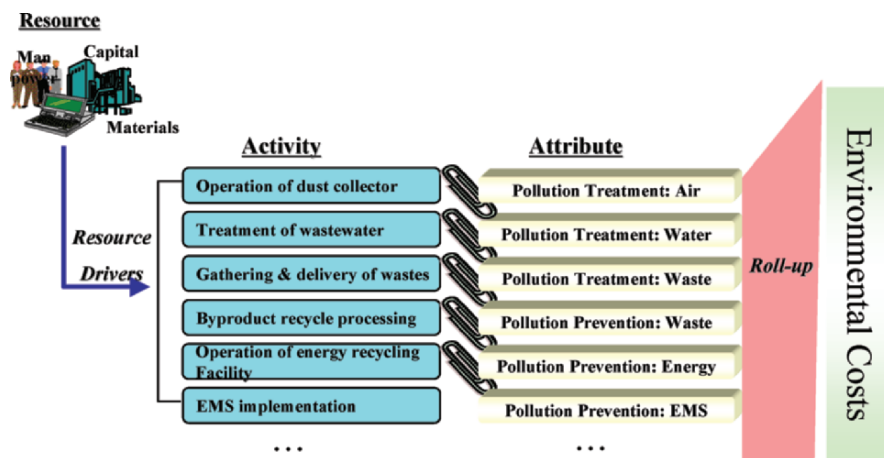 Resource
Man
power
Capital
Materials
Resource
Drivers
Activity
Attribute
Operation of dust collector
Pollution Treatment: Air
Treatment of wastewater
Pollution Treatment: Water
Gathering & delivery of wastes
Pollution Treatment: Waste
Byproduct recycle processing
Pollution Prevention: Waste
Operation of energy recycling
Facility
Pollution Prevention: Energy
EMS implementation
Pollution Prevention: EMS
...
...
Roll-up
Environmental Costs